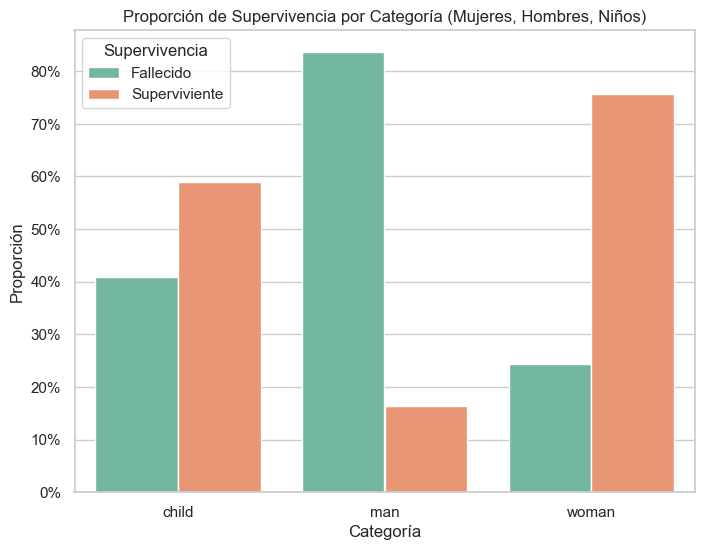 Proporción de Supervivencia por Categoría (Mujeres, Hombres, Niños)
Supervivencia
Fallecido
Superviviente
Proporción
80%
70%
60%
50%
40%
30%
20%
10%
0%
child
man
woman
Categoría